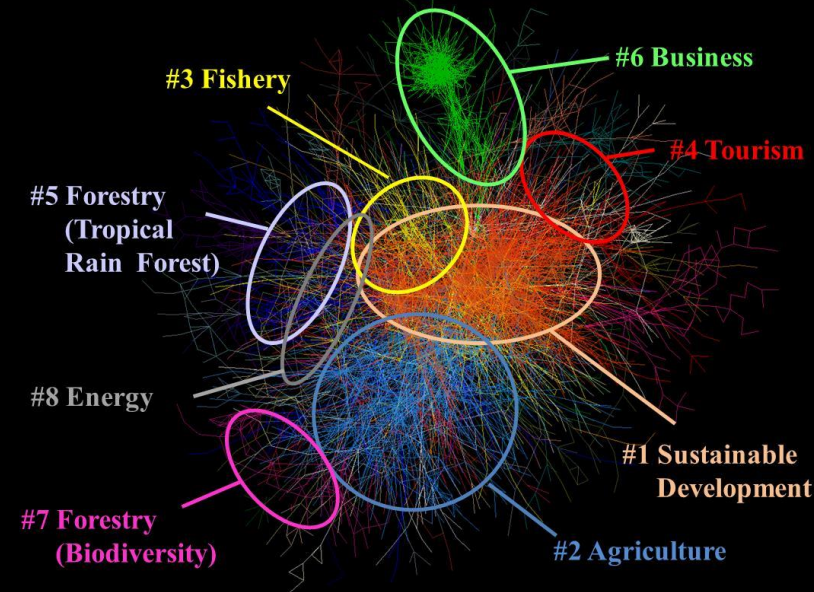 #6 Business
#3 Fishery
#4 Tourism
#5 Forestry
(Tropical
Rain Forest)
#8 Energy
#1 Sustainable
Development
#7 Forestry
(Biodiversity)
#2 Agriculture